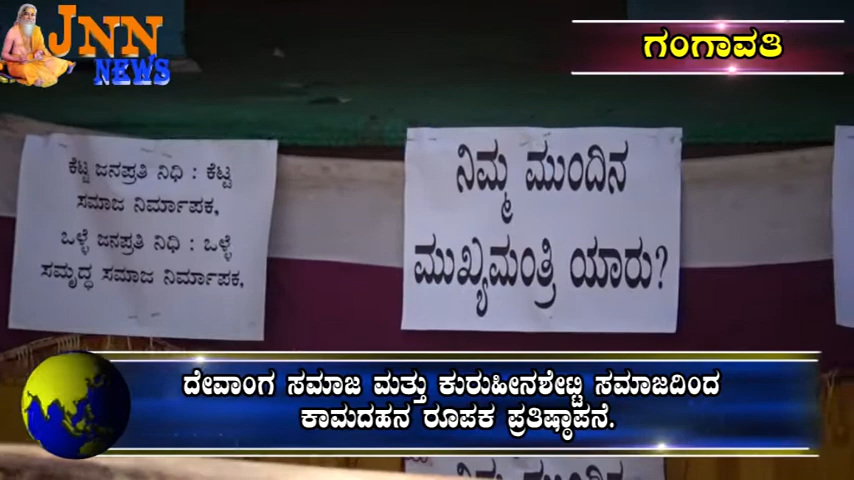 JNN
NEWS
ಗಂಗಾವತಿ
ಕೆಟ್ಟ ಜನಪ್ರತಿ ನಿಧಿ : ಕೆಟ್ಟ
ಸಮಾಜ ನಿರ್ಮಾಪಕ,
ಒಳ್ಳೆ ಜನಪ್ರತಿ ನಿಧಿ : ಒಳ್ಳೆ
ಸಮೃದ್ಧ ಸಮಾಜ ನಿರ್ಮಾಪಕ,
ನಿಮ್ಮ ಮುಂದಿನ
ಮುಖ್ಯಮಂತ್ರಿ ಯಾರು?
ದೇವಾಂಗ ಸಮಾಜ ಮತ್ತು ಕುರುಹೀನಶೇಟ್ಟಿ ಸಮಾಜದಿಂದ
ಕಾಮದಹನ ರೂಪಕ ಪ್ರತಿಷ್ಠಾಪನೆ.
ನಿಮ್ಮ ಮುಂದಿನ